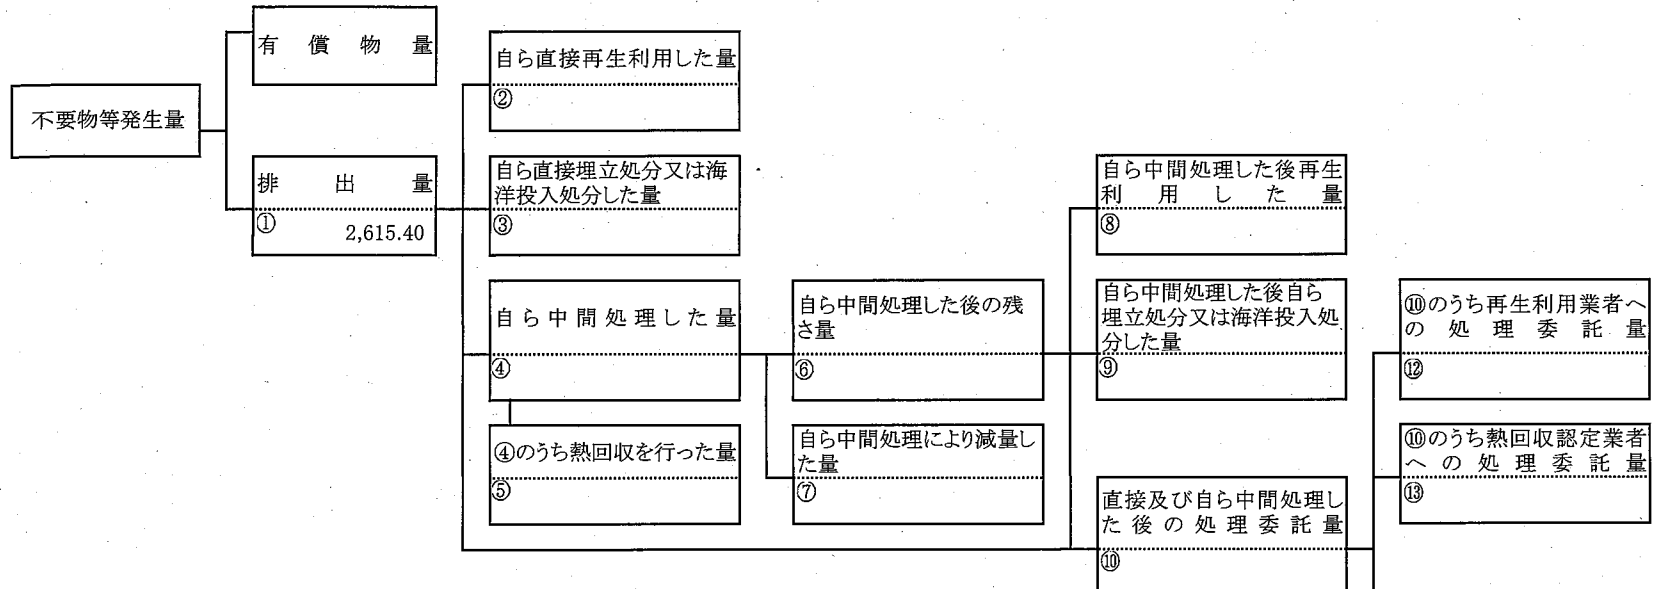 有償物量
不要物等発生量
排出量
①
2,615.40
自ら直接再生利用した量
②
自ら直接埋立処分又は海
洋投入処分した量
③
自ら中間処理した量
④
④のうち熱回収を行った量
⑤
自ら中間処理した後の残
さ量
⑥
自ら中間処理により減量し
た量
⑦
自ら中間処理した後再生
利用した量
⑧
自ら中間処理した後自ら
埋立処分又は海洋投入処
分した量
⑨
直接及び自ら中間処理し
た後の処理委託量
⑩
⑩のうち再生利用業者へ
の処理委託量
⑫
⑩のうち熱回収認定業者
への処理委託量
⑬